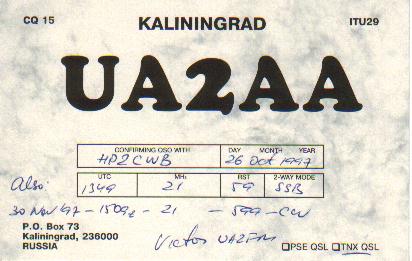 CQ 15 KALININGRAD ITU29
UA2AA
CONFIRMING QSO WITH DAY MONTH YEAR
HP2CWB 26 Oct 1997
UTC MHz RST 2-WAY MODE
1349 21 59 SSB
Also:
30 Nov 97 - 1509z - 21 - 599 - CW
P.O. Box 73
Kaliningrad, 236000
RUSSIA
Victor UA2FM
PSE QSL TNX QSL